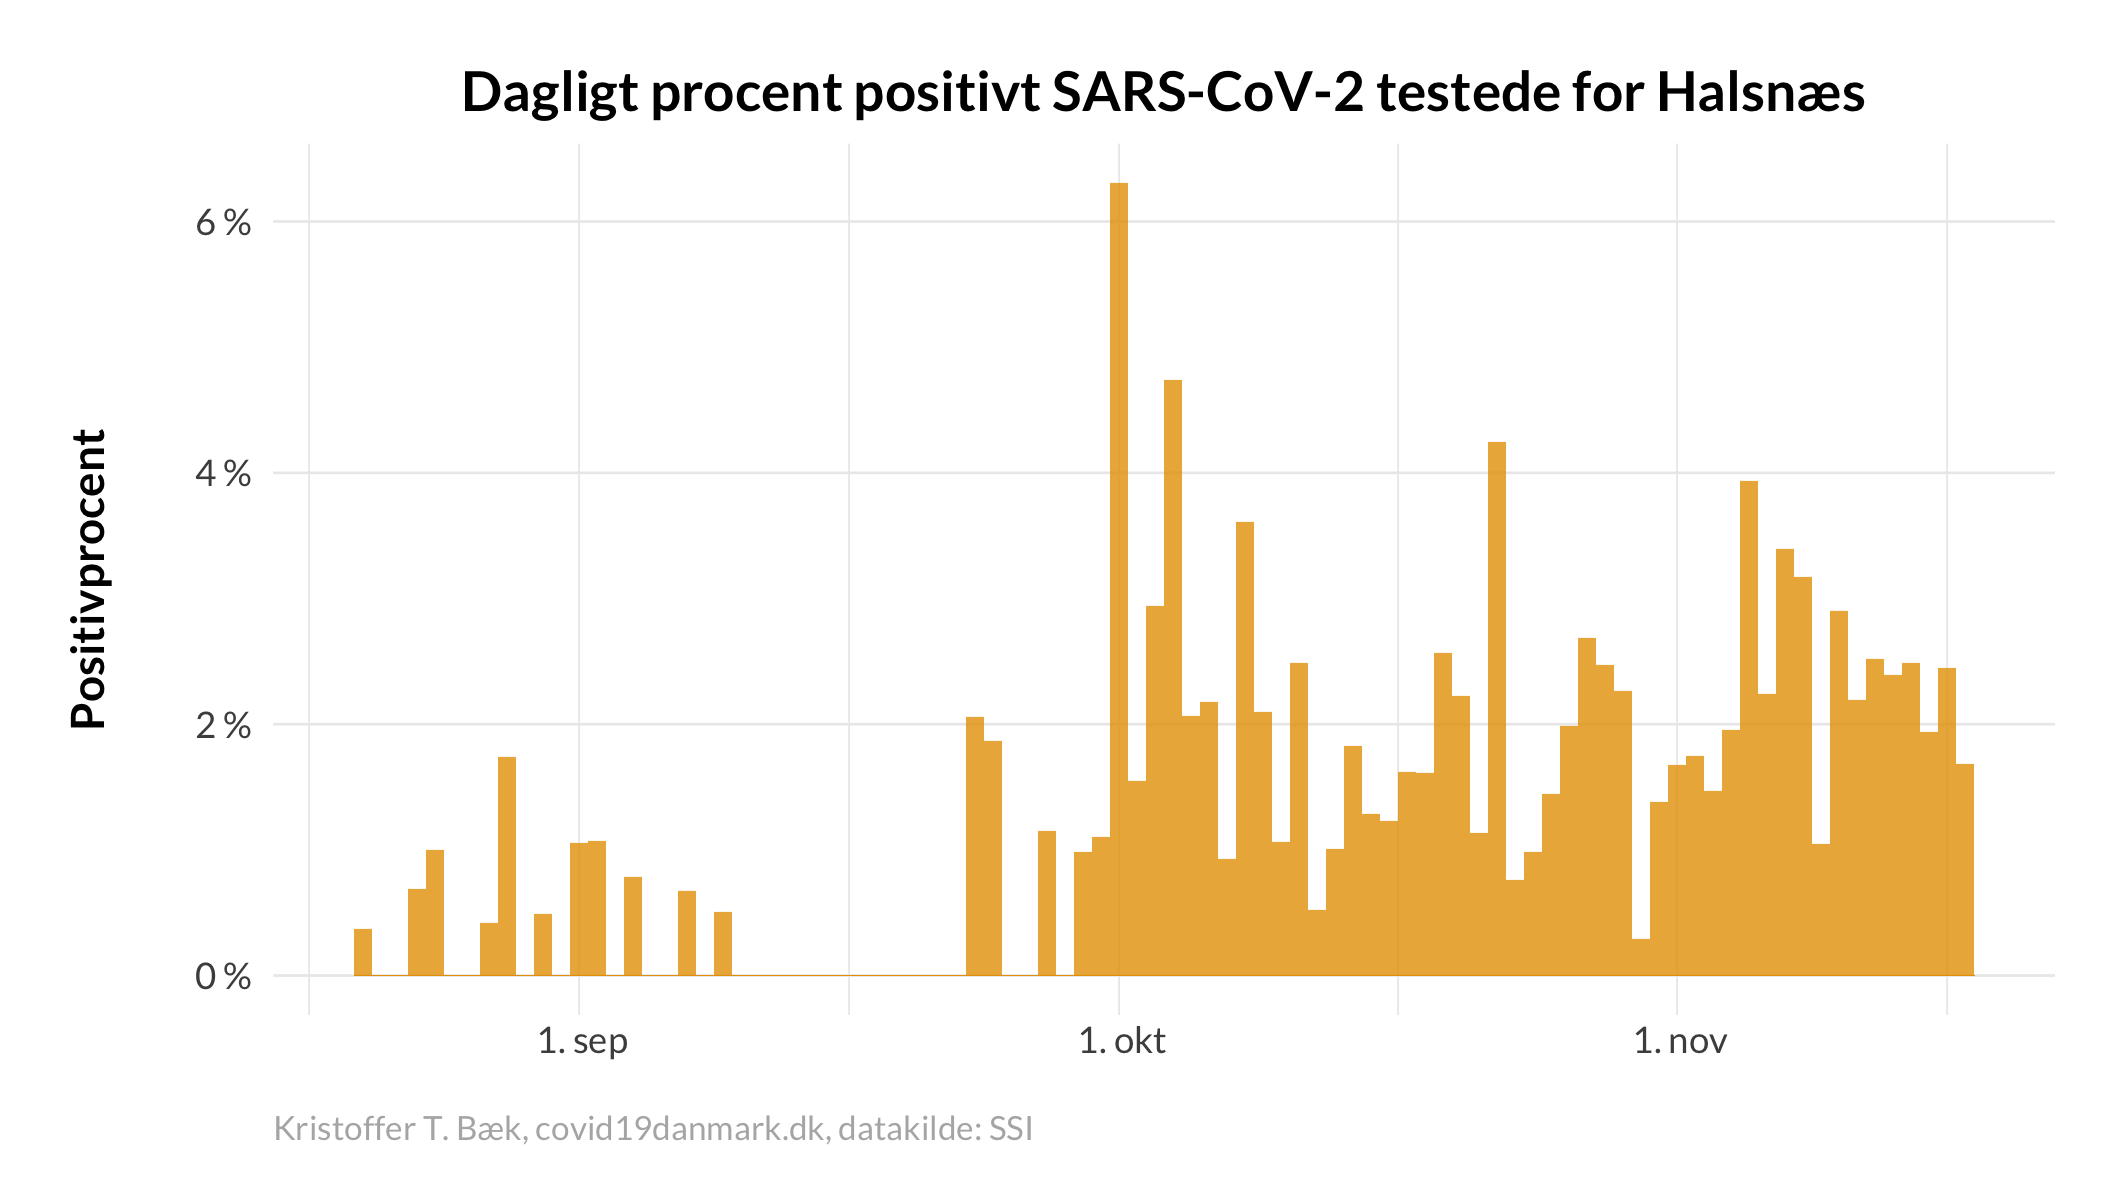 Dagligt procent positivt SARS-CoV-2 testede for Halsnæs
Positivprocent
6 %
4 %
2 %
0 %
1. sep
1. okt
1. nov
Kristoffer T. Bæk, covid19danmark.dk, datakilde: SSI